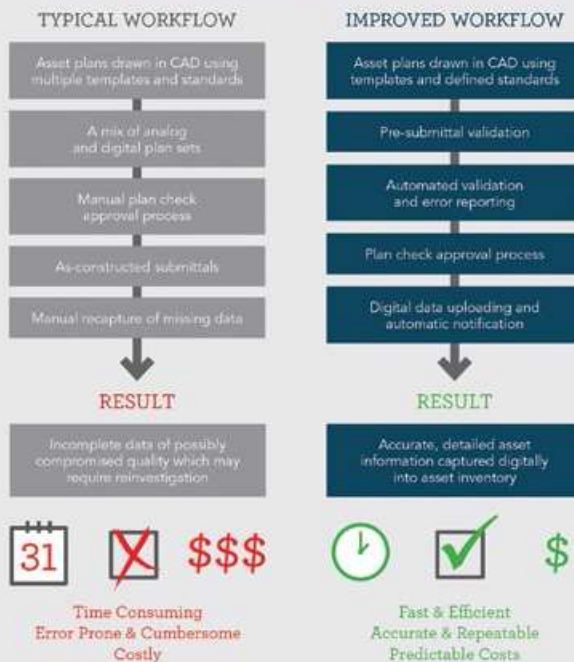 TYPICAL WORKFLOW
Asset plans drawn in CAD using
multiple templates and standards
A mix of analog
and digital plan sets
Manual plan check
approval process
As-constructed submittals
Manual recapture of missing data
RESULT
Incomplete data of possibly
compromised quality which may
require reinvestigation
31
$$$
Time Consuming
Error Prone & Cumbersome
Costly
IMPROVED WORKFLOW
Asset plans drawn in CAD using
templates and defined standards
Pre-submittal validation
Automated validation
and error reporting
Plan check approval process
Digital data uploading and
automatic notification
RESULT
Accurate, detailed asset
information captured digitally
into asset inventory
$
Fast & Efficient
Accurate & Repeatable
Predictable Costs